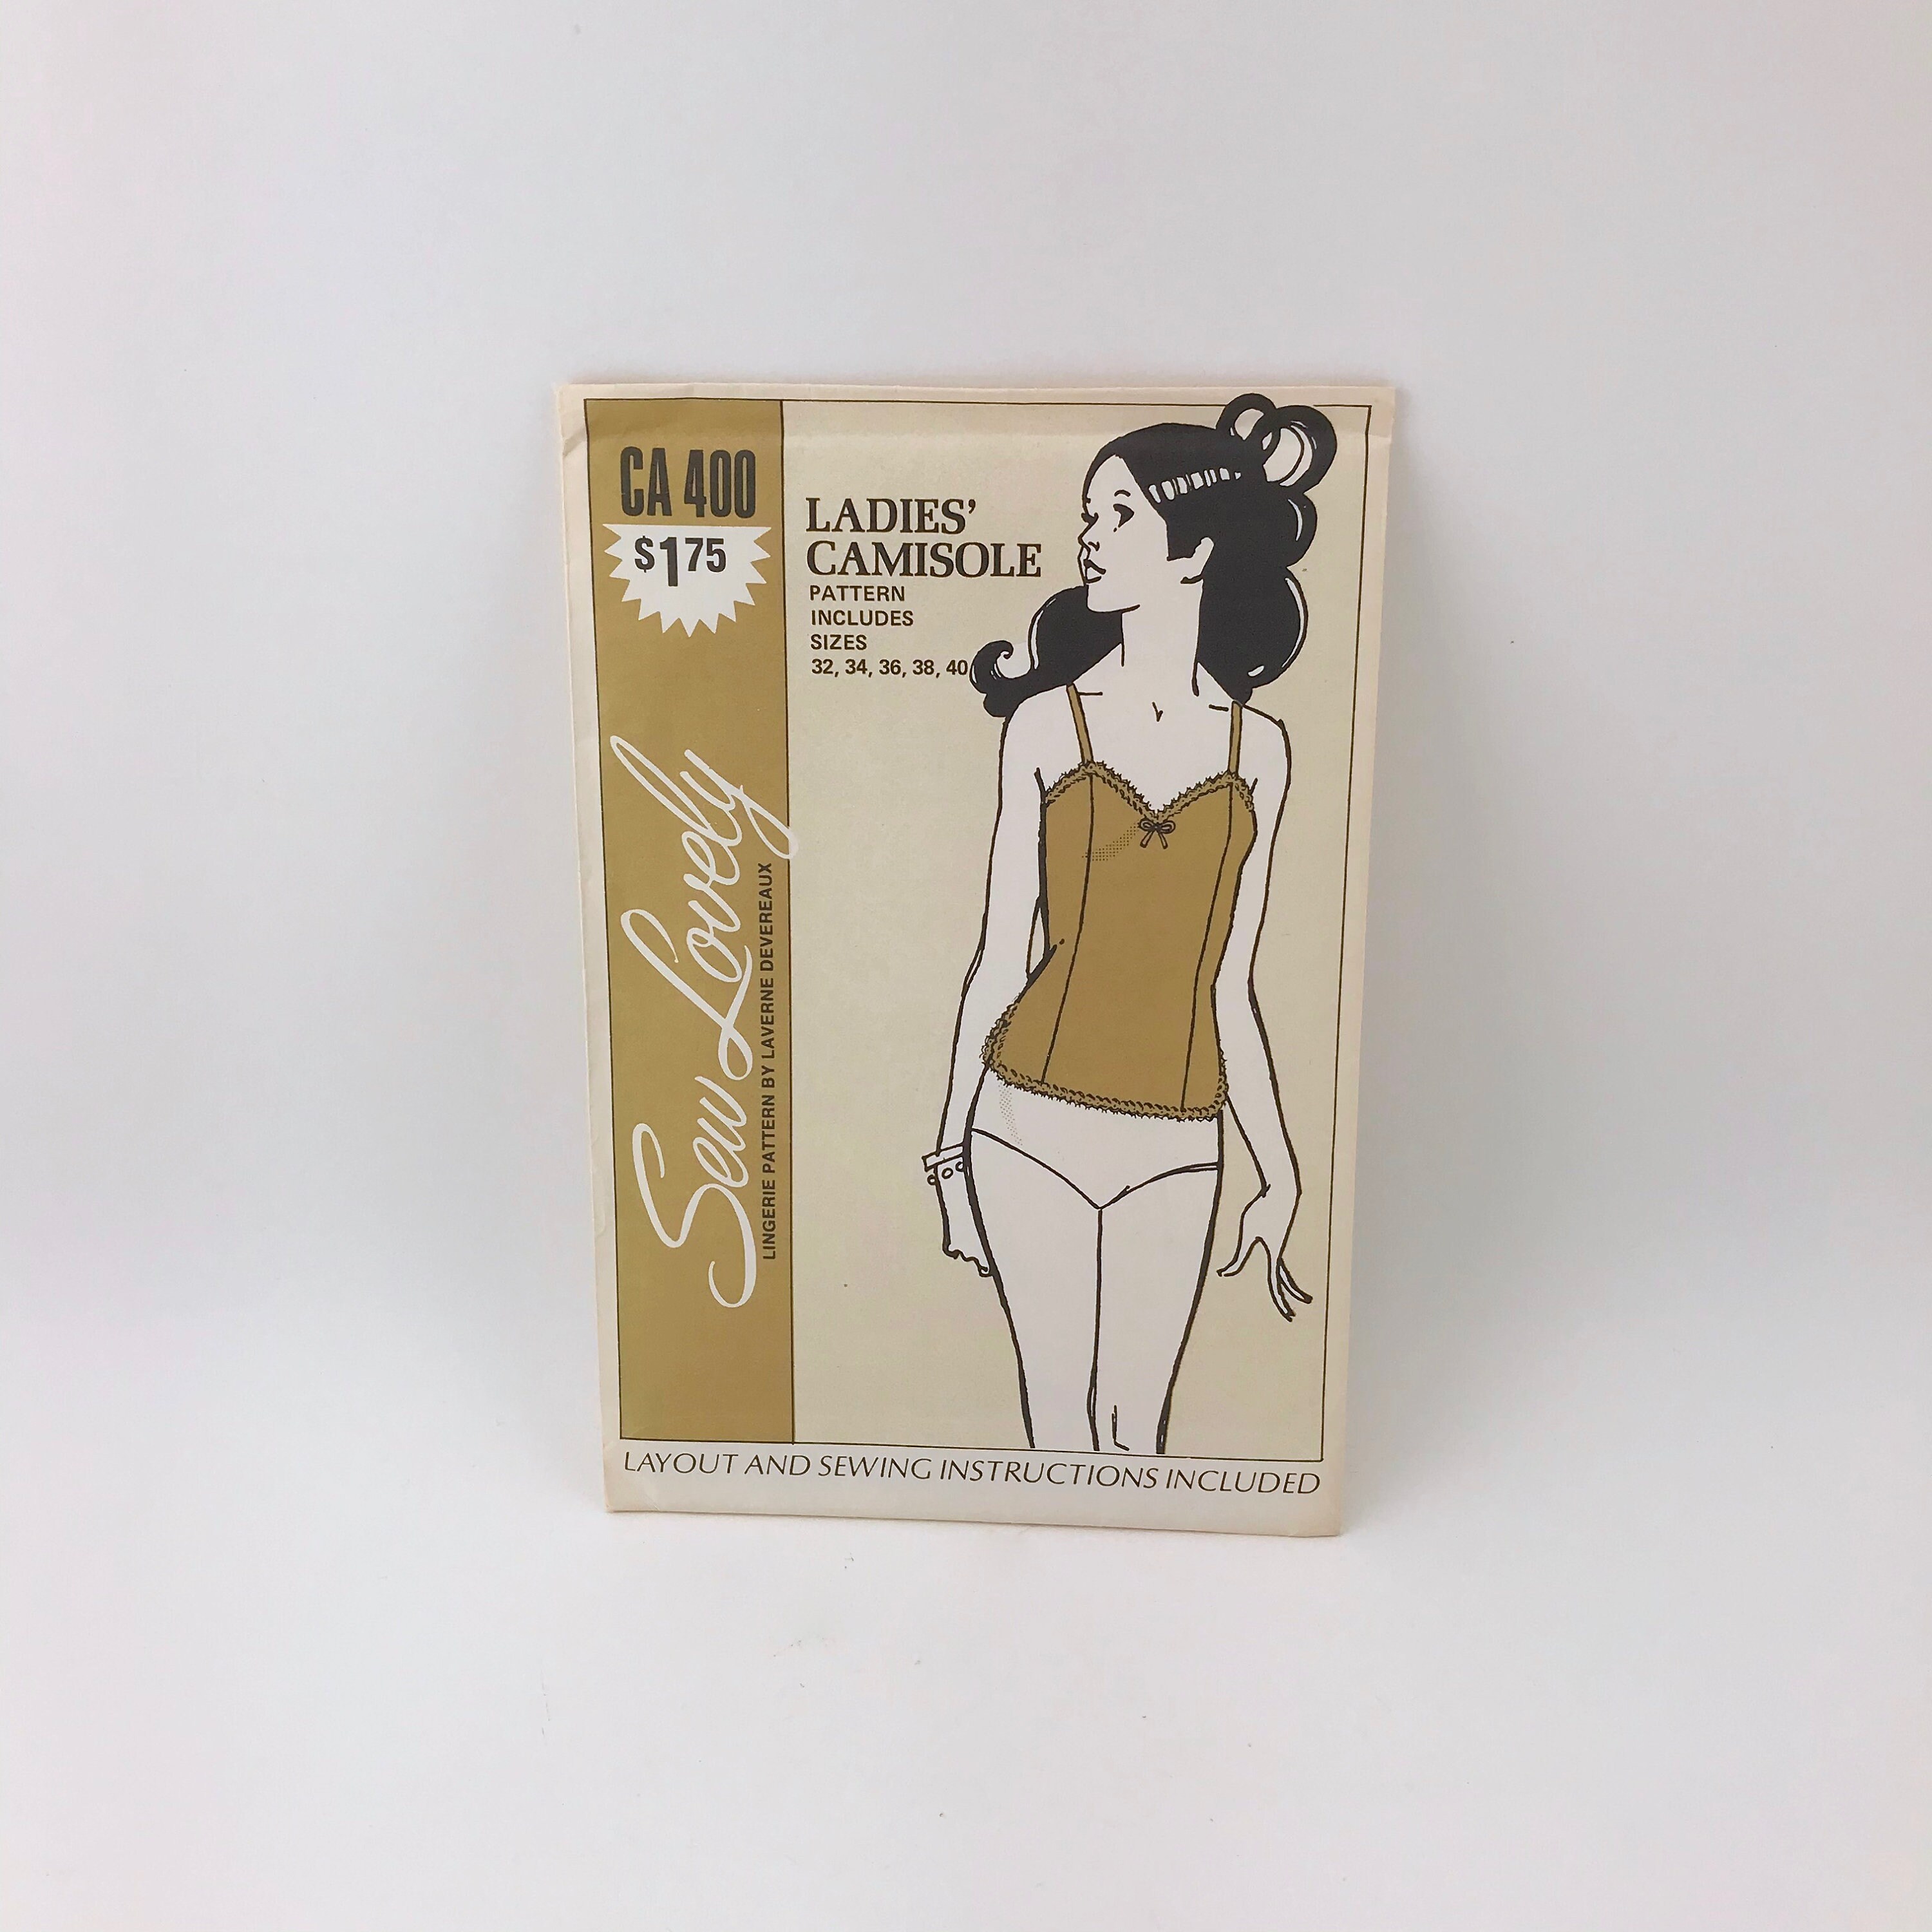 CA 400
$1 75
LADIES'
CAMISOLE
PATTERN
INCLUDES
SIZES
32, 34, 36, 38, 40
Sew Lovely
LINGERIE PATTERN BY LAVERNE DEVEREAUX
LAYOUT AND SEWING INSTRUCTIONS INCLUDED